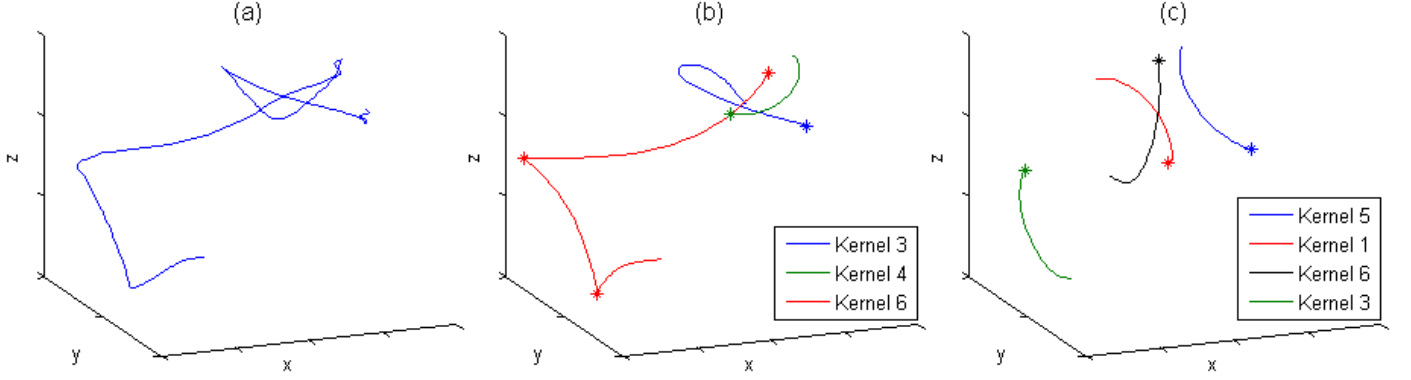 (a)
z
y
x
(b)
z
y
x
Kernel 3
Kernel 4
Kernel 6
(c)
z
y
x
Kernel 5
Kernel 1
Kernel 6
Kernel 3